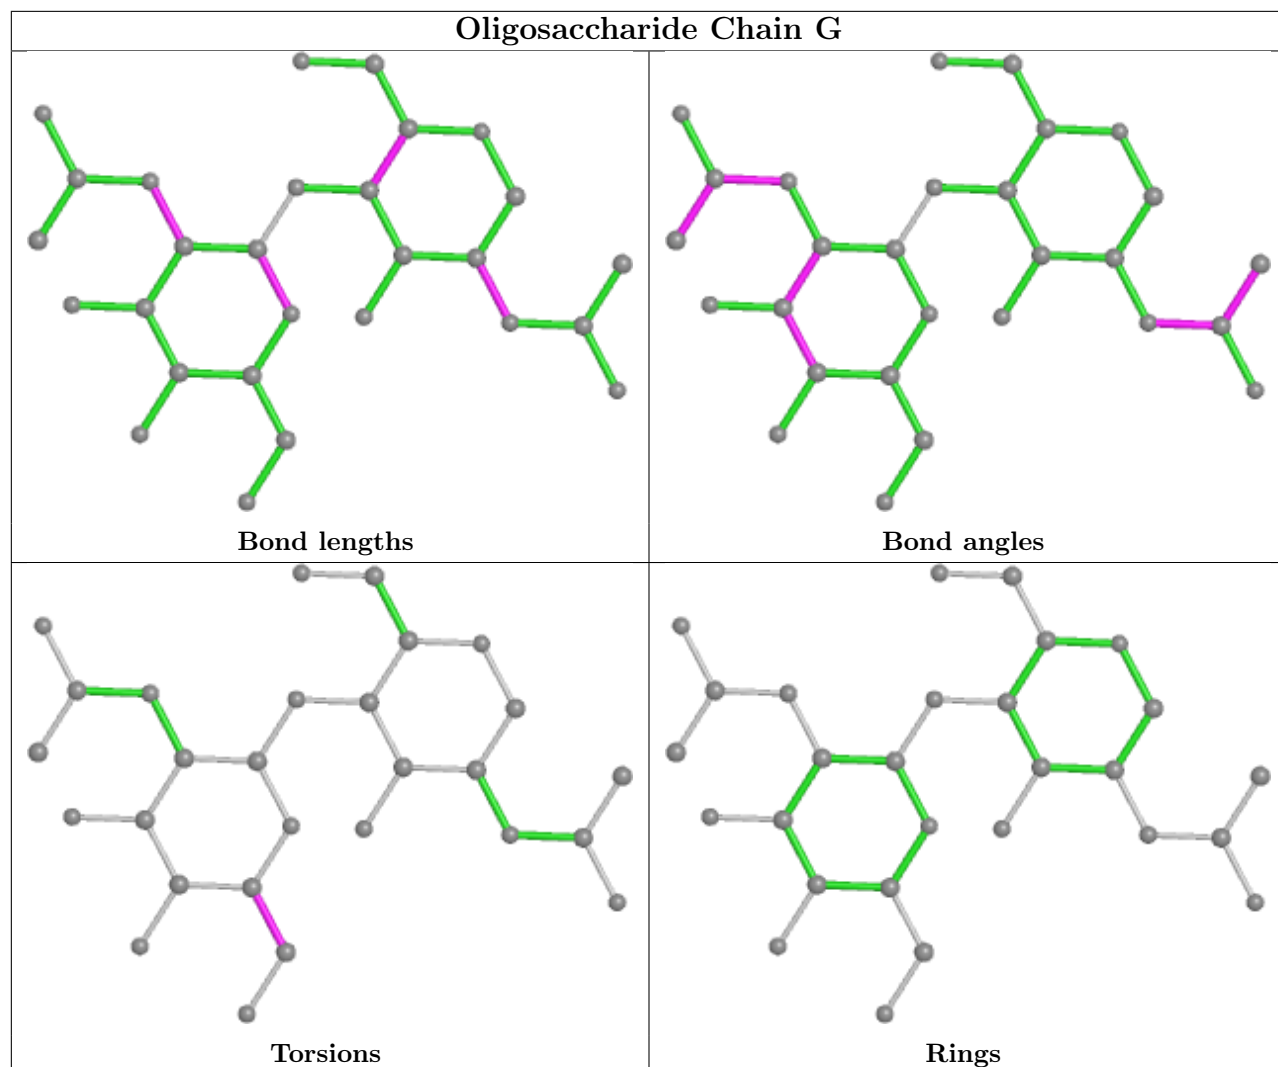 Oligosaccharide Chain G
Bond lengths
Bond angles
Torsions
Rings